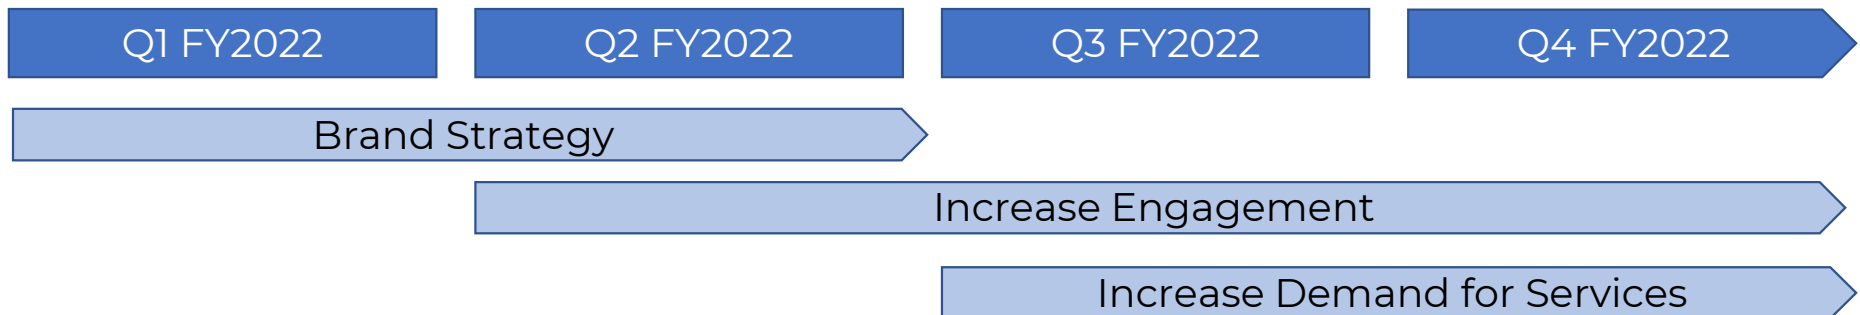 Q1 FY2022
Q2 FY2022
Q3 FY2022
Q4 FY2022
Brand Strategy
Increase Engagement
Increase Demand for Services